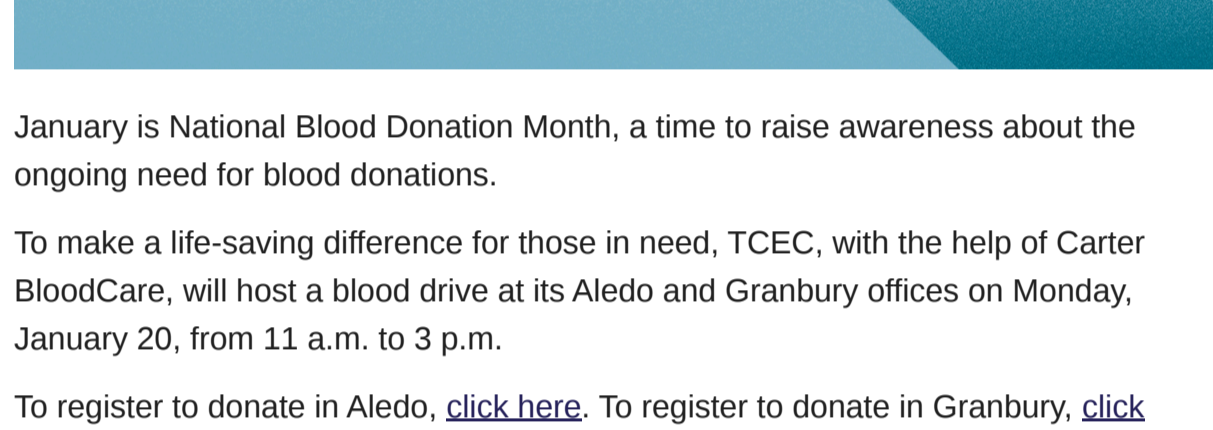 January is National Blood Donation Month, a time to raise awareness about the
ongoing need for blood donations.
To make a life-saving difference for those in need, TCEC, with the help of Carter
BloodCare, will host a blood drive at its Aledo and Granbury offices on Monday,
January 20, from 11 a.m. to 3 p.m.
To register to donate in Aledo, click here. To register to donate in Granbury, click